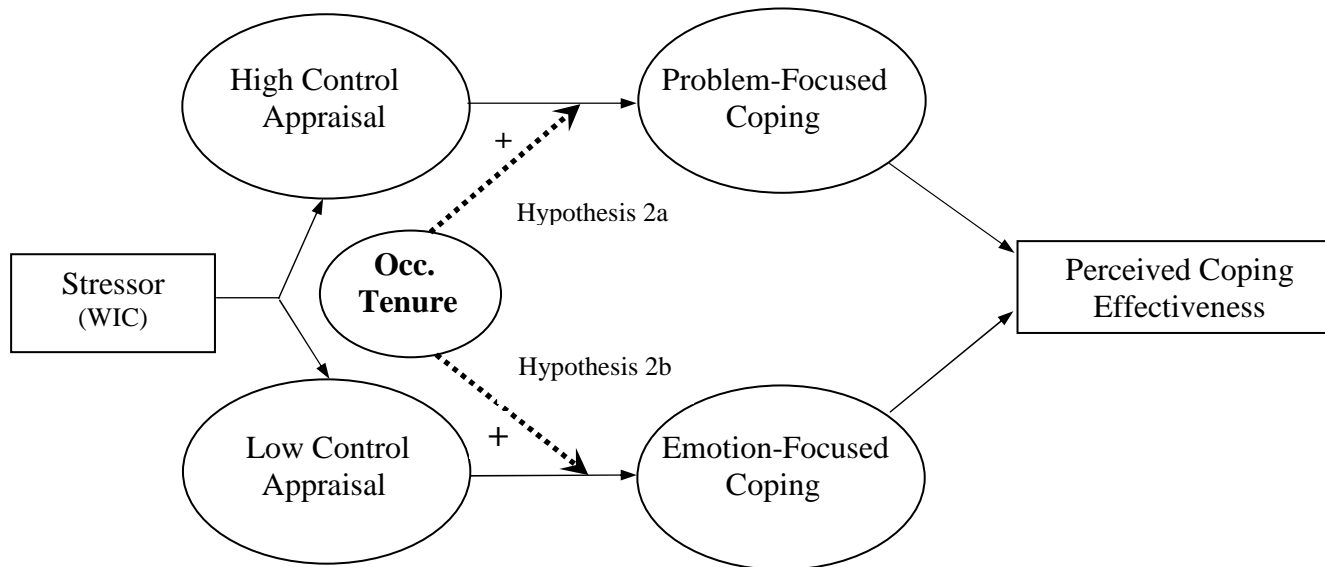 High Control
Appraisal
Problem-Focused
Coping
+
Hypothesis 2a
Stressor
(WIC)
Occ.
Tenure
Perceived Coping
Effectiveness
Hypothesis 2b
+
Low Control
Appraisal
Emotion-Focused
Coping